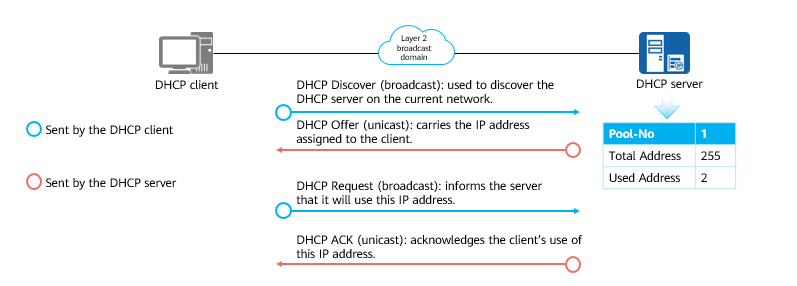 Layer 2
broadcast
domain
DHCP client
DHCP server
DHCP Discover (broadcast): used to discover the
DHCP server on the current network.
Sent by the DHCP client
DHCP Offer (unicast): carries the IP address
assigned to the client.
Pool-No 1
Total Address 255
Used Address 2
Sent by the DHCP server
DHCP Request (broadcast): informs the server
that it will use this IP address.
DHCP ACK (unicast): acknowledges the client's use of
this IP address.